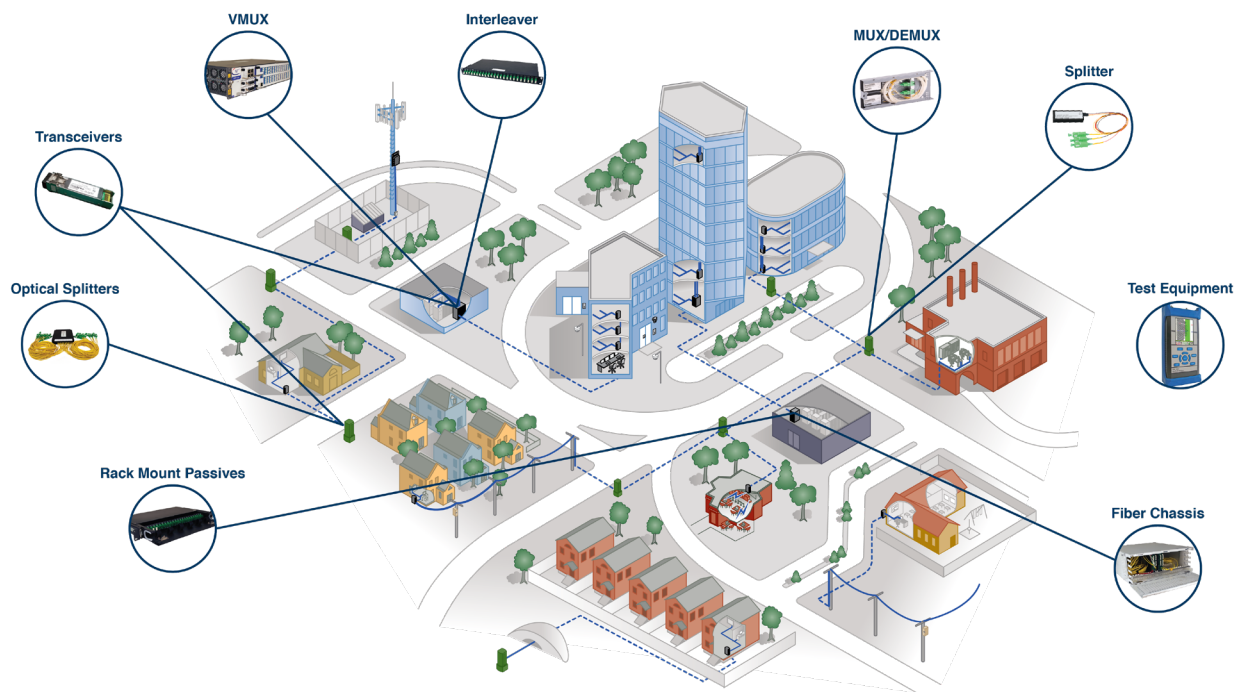 VMUX
Interleaver
MUX/DEMUX
Splitter
Transceivers
Optical Splitters
Test Equipment
Rack Mount Passives
Fiber Chassis